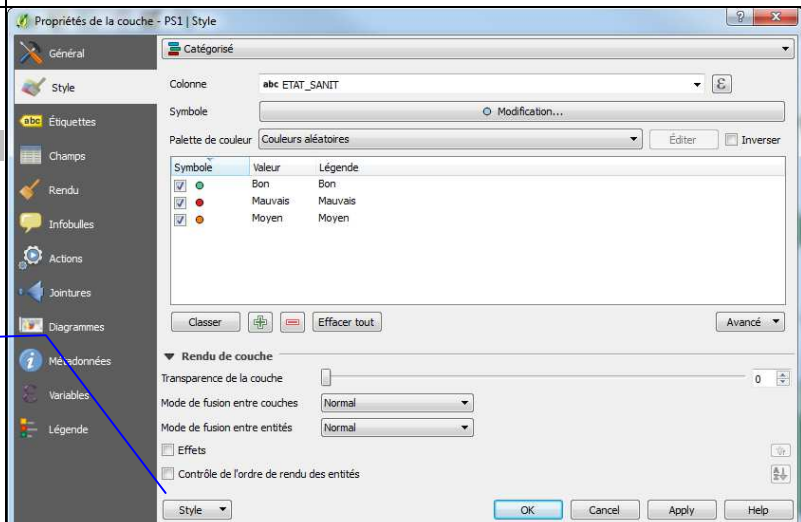 Propriétés de la couche - PS1 | Style
Général
Style
abc Étiquettes
Champs
Rendu
Infobulles
Actions
Jointures
Diagrammes
Métadonnées
Variables
Légende
Catégorisé
Colonne abc ETAT_SANIT ε
Symbole Modification...
Palette de couleur Couleurs aléatoires Éditer Inverser
Symbole Valeur Légende
Bon Bon
Mauvais Mauvais
Moyen Moyen
Classer Effacer tout Avancé
Rendu de couche
Transparence de la couche 0
Mode de fusion entre couches Normal
Mode de fusion entre entités Normal
Effets
Contrôle de l'ordre de rendu des entités
Style OK Cancel Apply Help